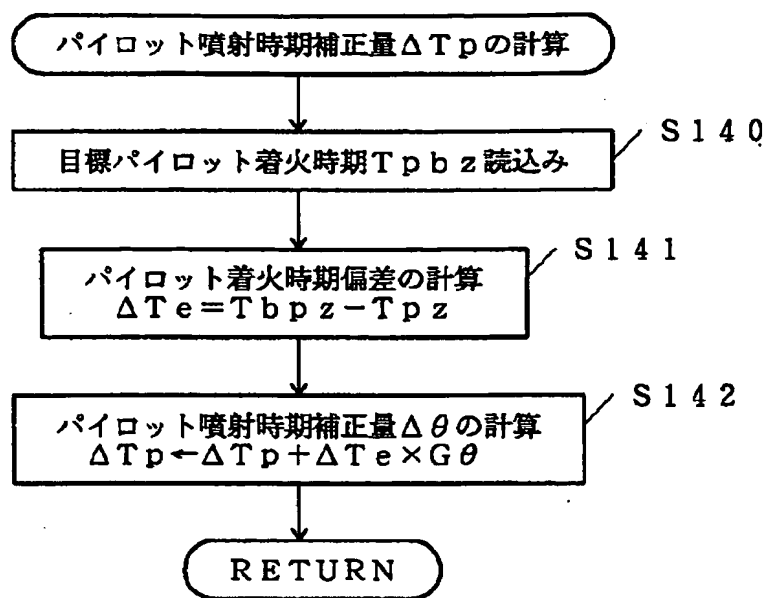 パイロット噴射時期補正量ΔTpの計算
S140
目標パイロット着火時期Tpbz読込み
S141
パイロット着火時期偏差の計算
ΔTe=Tbpz-Tpz
S142
パイロット噴射時期補正量Δθの計算
ΔTp←ΔTp+ΔTe×Gθ
RETURN